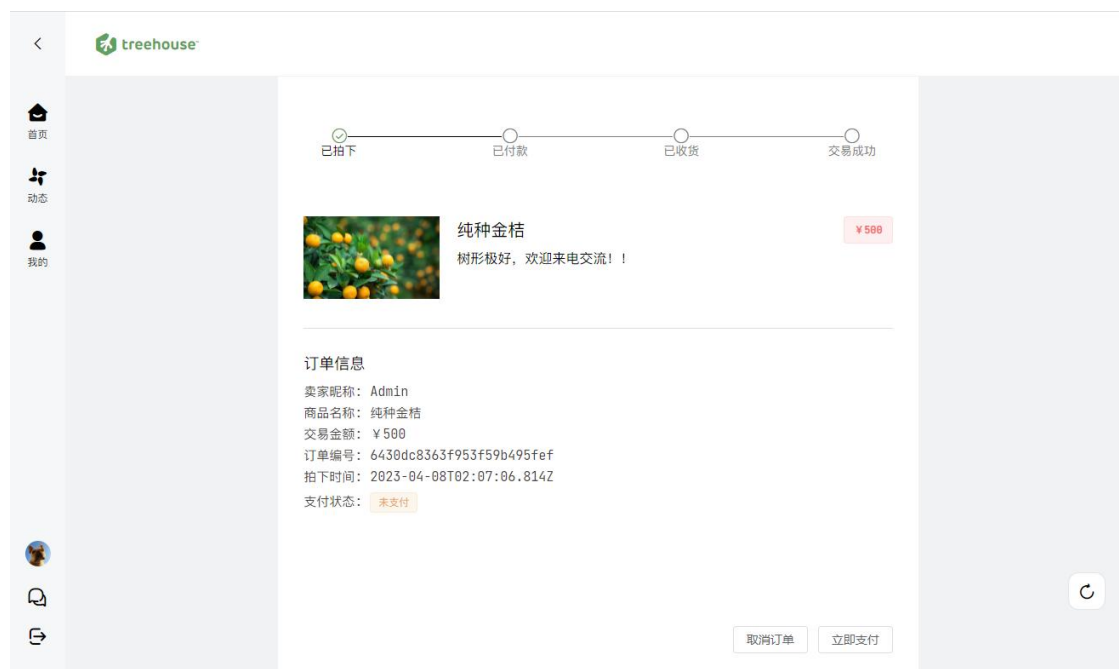 treehouse
首页
动态
我的
已拍下
已付款
已收货
交易成功
纯种金桔
¥500
树形极好，欢迎来电交流！！
订单信息
卖家昵称: Admin
商品名称: 纯种金桔
交易金额: ¥500
订单编号: 6430dc8363f953f59b495fef
拍下时间: 2023-04-08T02:07:06.814Z
支付状态: 未支付
取消订单 立即支付